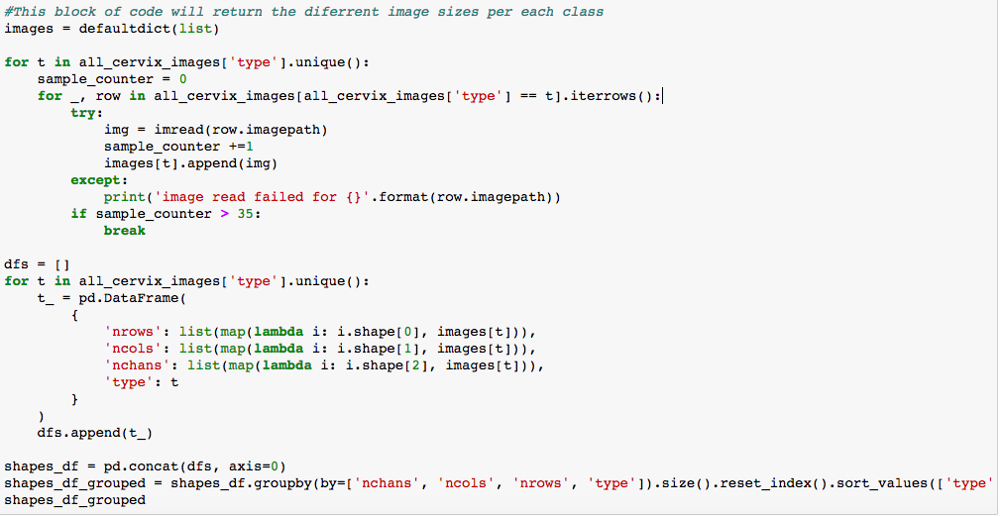 #This block of code will return the diferrent image sizes per each class
images = defaultdict(list)

for t in all_cervix_images['type'].unique():
    sample_counter = 0
    for _, row in all_cervix_images[all_cervix_images['type'] == t].iterrows():
        try:
            img = imread(row.imagepath)
            sample_counter +=1
            images[t].append(img)
        except:
            print('image read failed for {}'.format(row.imagepath))
        if sample_counter > 35:
            break

dfs = []
for t in all_cervix_images['type'].unique():
    t_ = pd.DataFrame(
        {
            'nrows': list(map(lambda i: i.shape[0], images[t])),
            'ncols': list(map(lambda i: i.shape[1], images[t])),
            'nchans': list(map(lambda i: i.shape[2], images[t])),
            'type': t
        }
    )
    dfs.append(t_)

shapes_df = pd.concat(dfs, axis=0)
shapes_df_grouped = shapes_df.groupby(by=['nchans', 'ncols', 'nrows', 'type']).size().reset_index().sort_values(['type'
shapes_df_grouped